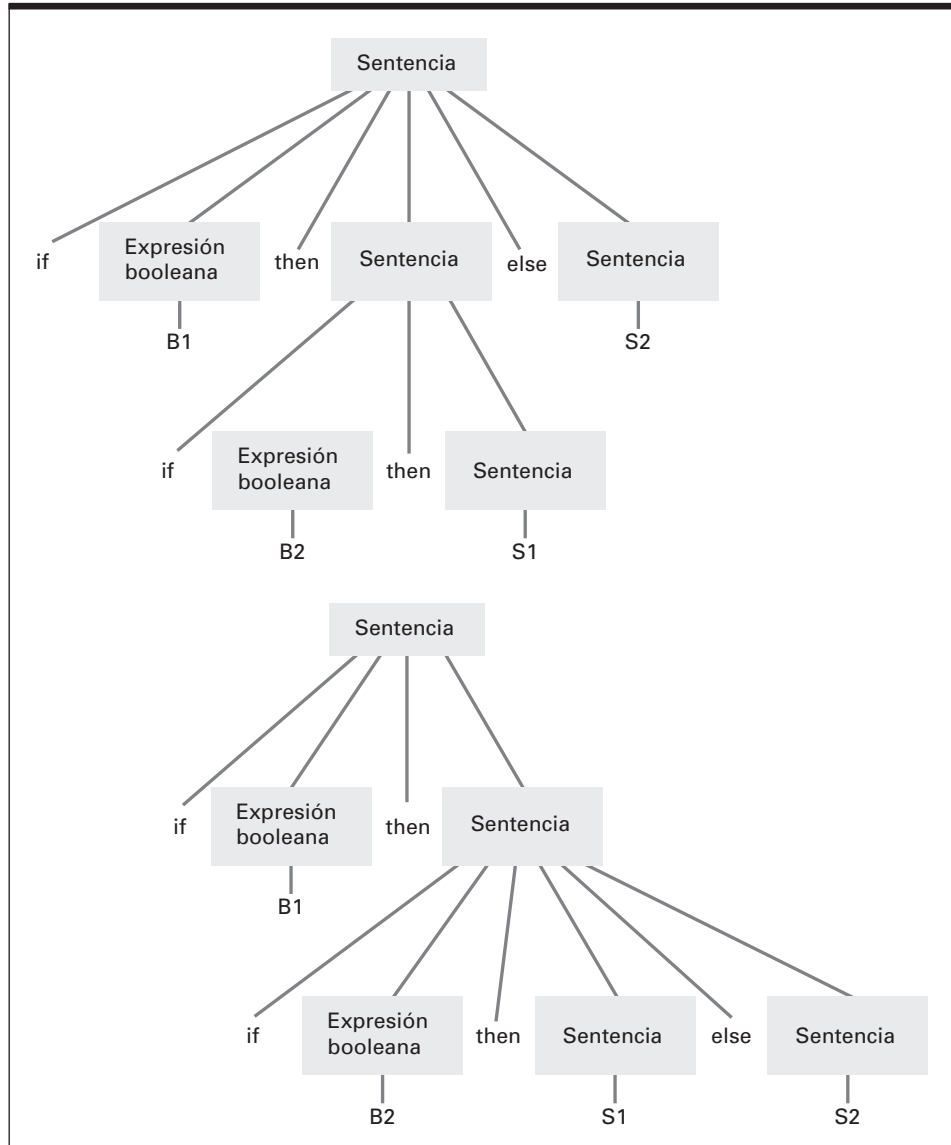 Sentencia
if
Expresión
booleana
then
Sentencia
else
Sentencia
B1
S2
if
Expresión
booleana
then
Sentencia
B2
S1
Sentencia
if
Expresión
booleana
then
Sentencia
B1
if
Expresión
booleana
then
Sentencia
else
Sentencia
B2
S1
S2